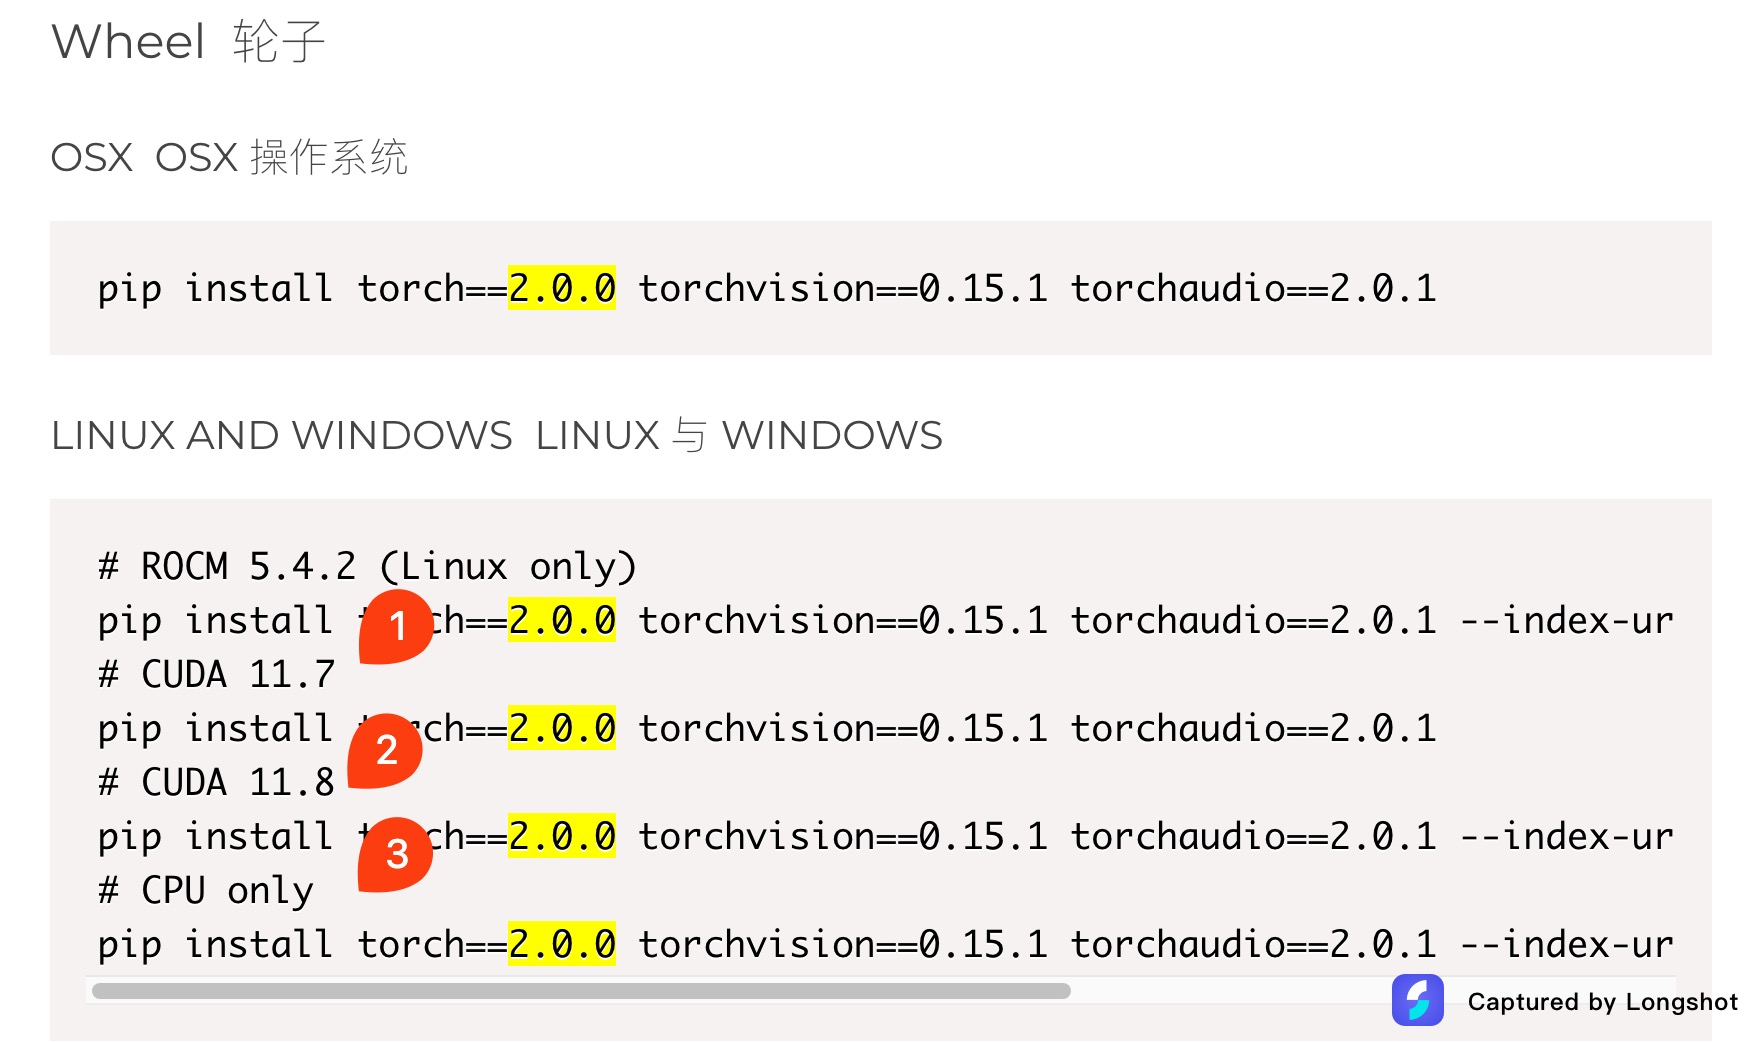 Wheel 轮子
OSX OSX 操作系统
pip install torch==2.0.0 torchvision==0.15.1 torchaudio==2.0.1
LINUX AND WINDOWS LINUX 与 WINDOWS
# ROCM 5.4.2 (Linux only)
pip install ch==2.0.0 torchvision==0.15.1 torchaudio==2.0.1 --index-ur
1
# CUDA 11.7
pip install ch==2.0.0 torchvision==0.15.1 torchaudio==2.0.1
2
# CUDA 11.8
pip install ch==2.0.0 torchvision==0.15.1 torchaudio==2.0.1 --index-ur
3
# CPU only
pip install torch==2.0.0 torchvision==0.15.1 torchaudio==2.0.1 --index-ur
Captured by Longshot